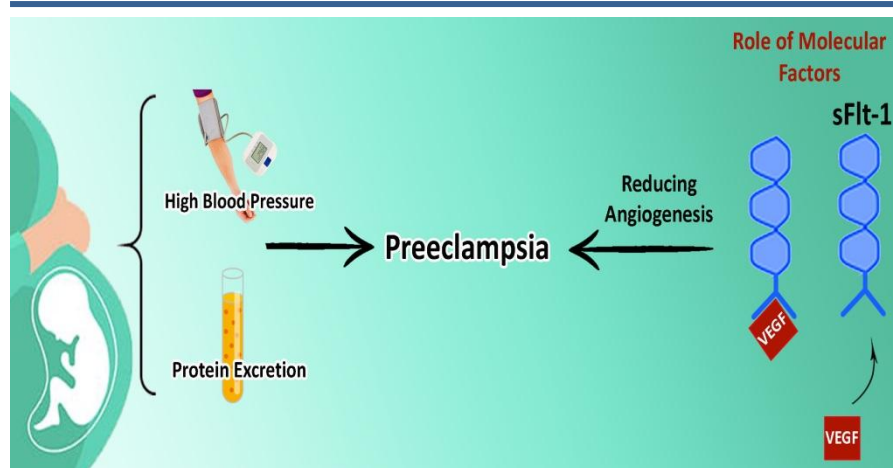 Role of Molecular
Factors
sFlt-1
High Blood Pressure
Reducing
Angiogenesis
Preeclampsia
VEGF
Protein Excretion
VEGF